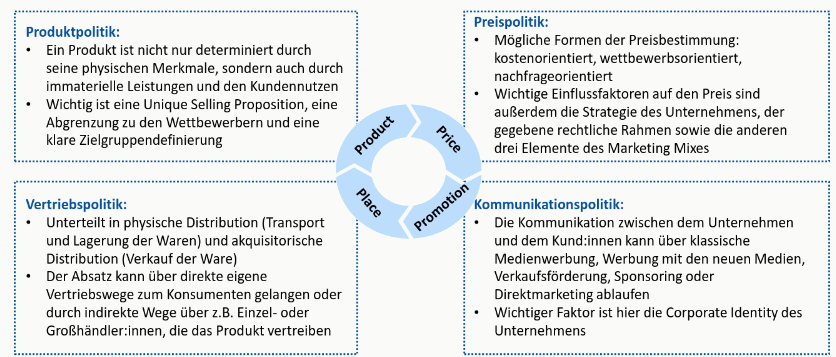 Produktpolitik:
• Ein Produkt ist nicht nur determiniert durch
seine physischen Merkmale, sondern auch durch
immaterielle Leistungen und den Kundennutzen
• Wichtig ist eine Unique Selling Proposition, eine
Abgrenzung zu den Wettbewerbern und eine
klare Zielgruppendefinierung
Preispolitik:
• Mögliche Formen der Preisbestimmung:
kostenorientiert, wettbewerbsorientiert,
nachfrageorientiert
• Wichtige Einflussfaktoren auf den Preis sind
außerdem die Strategie des Unternehmens, der
gegebene rechtliche Rahmen sowie die anderen
drei Elemente des Marketing Mixes
Product
Price
Place
Promotion
Vertriebspolitik:
• Unterteilt in physische Distribution (Transport
und Lagerung der Waren) und akquisitorische
Distribution (Verkauf der Ware)
• Der Absatz kann über direkte eigene
Vertriebswege zum Konsumenten gelangen oder
durch indirekte Wege über z.B. Einzel- oder
Großhändler:innen, die das Produkt vertreiben
Kommunikationspolitik:
• Die Kommunikation zwischen dem Unternehmen
und dem Kund:innen kann über klassische
Medienwerbung, Werbung mit den neuen Medien,
Verkaufsförderung, Sponsoring oder
Direktmarketing ablaufen
• Wichtiger Faktor ist hier die Corporate Identity des
Unternehmens